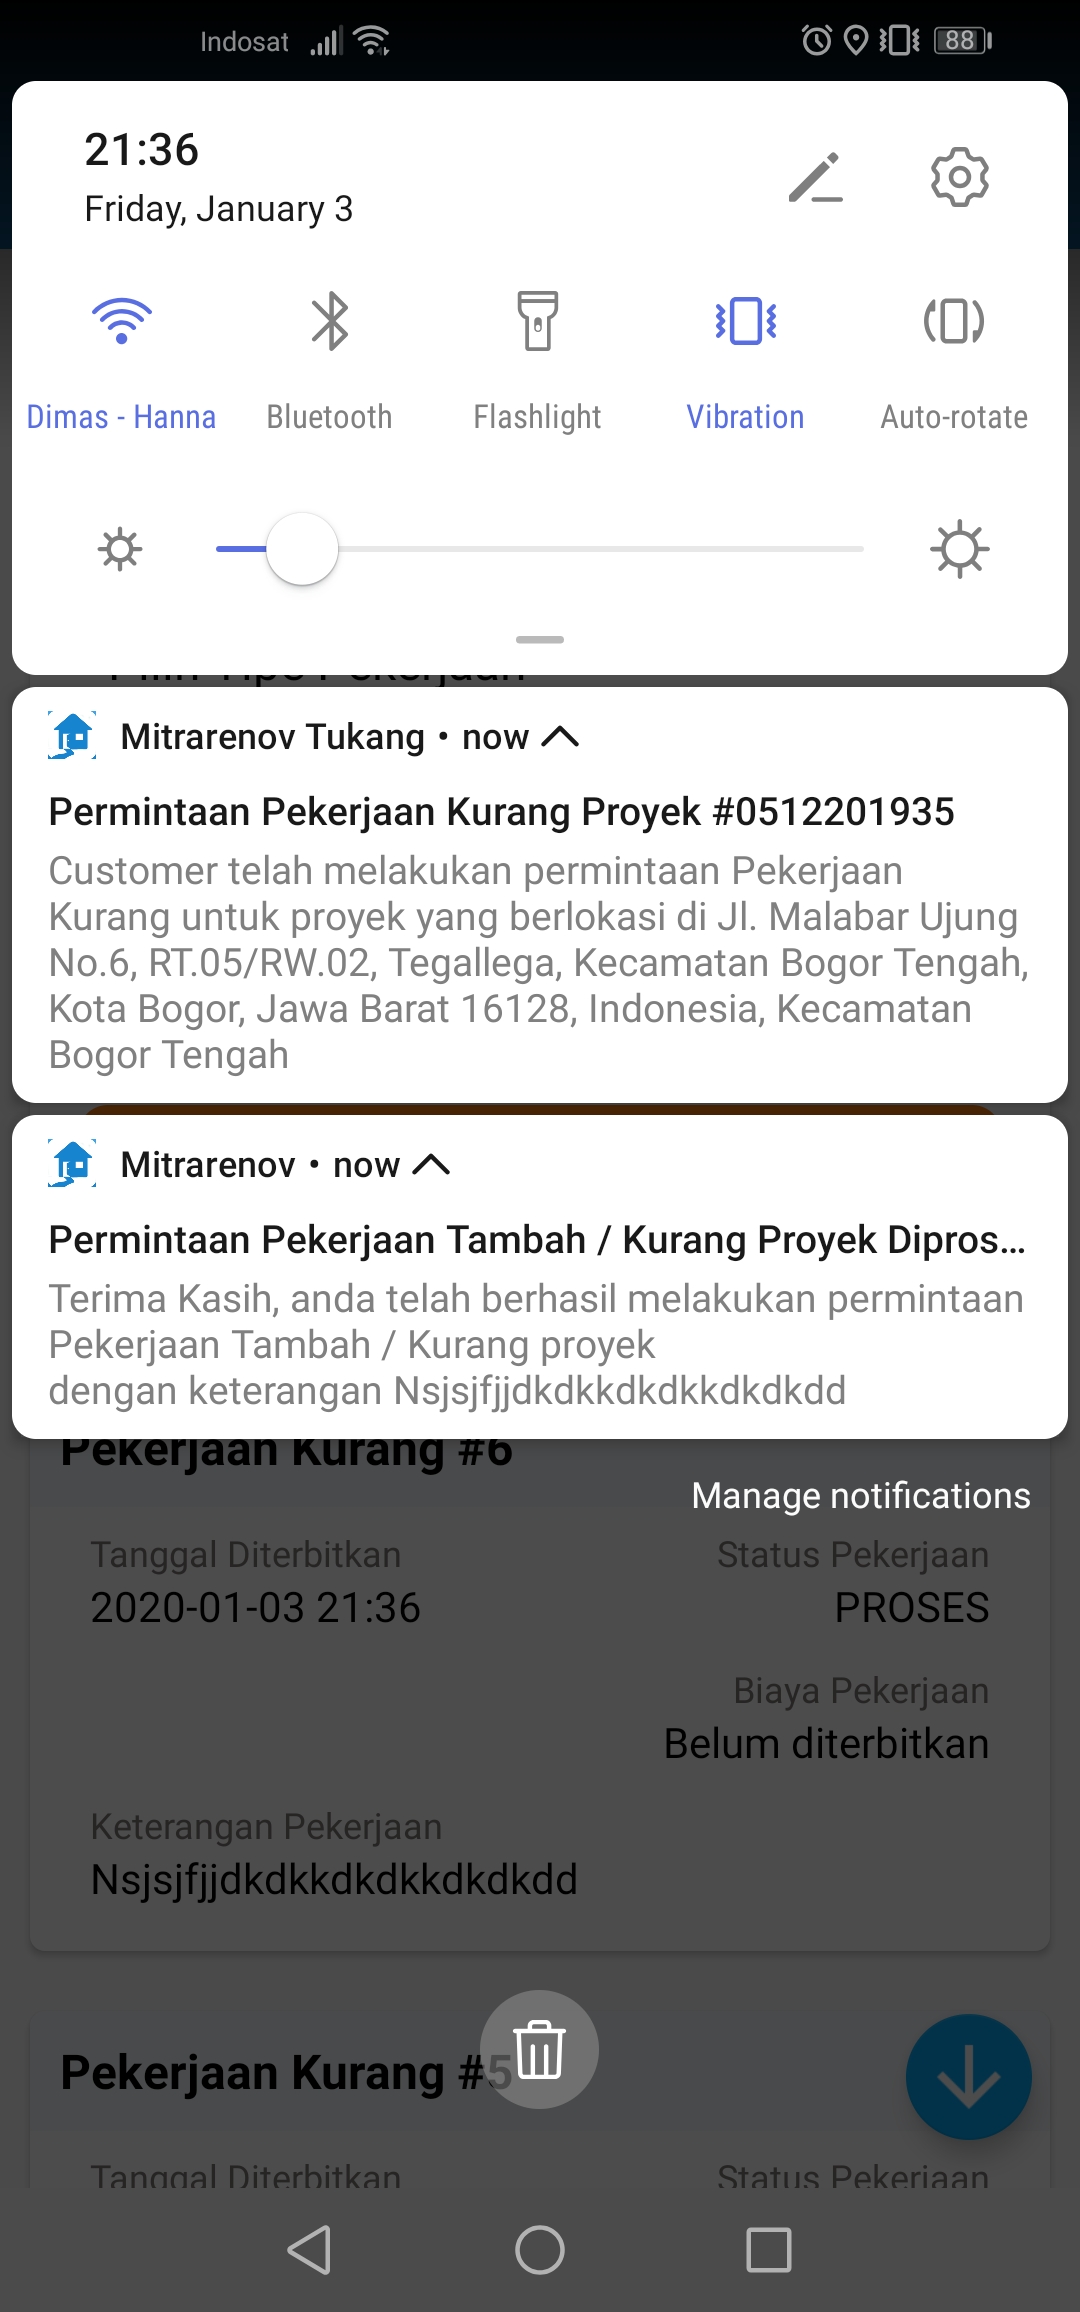 Indosat
88
21:36
Friday, January 3
Dimas - Hanna
Bluetooth
Flashlight
Vibration
Auto-rotate
Mitrarenov Tukang • now
Permintaan Pekerjaan Kurang Proyek #0512201935
Customer telah melakukan permintaan Pekerjaan
Kurang untuk proyek yang berlokasi di Jl. Malabar Ujung
No.6, RT.05/RW.02, Tegallega, Kecamatan Bogor Tengah,
Kota Bogor, Jawa Barat 16128, Indonesia, Kecamatan
Bogor Tengah
Mitrarenov • now
Permintaan Pekerjaan Tambah / Kurang Proyek Dipros...
Terima Kasih, anda telah berhasil melakukan permintaan
Pekerjaan Tambah / Kurang proyek
dengan keterangan Nsjsjfjjdkdkkdkdkkdkdkdd
Pekerjaan Kurang #6
Manage notifications
Tanggal Diterbitkan
Status Pekerjaan
2020-01-03 21:36
PROSES
Biaya Pekerjaan
Belum diterbitkan
Keterangan Pekerjaan
Nsjsjfjjdkdkkdkdkkdkdkdd
Pekerjaan Kurang #5
Tanggal Diterbitkan
Status Pekerjaan